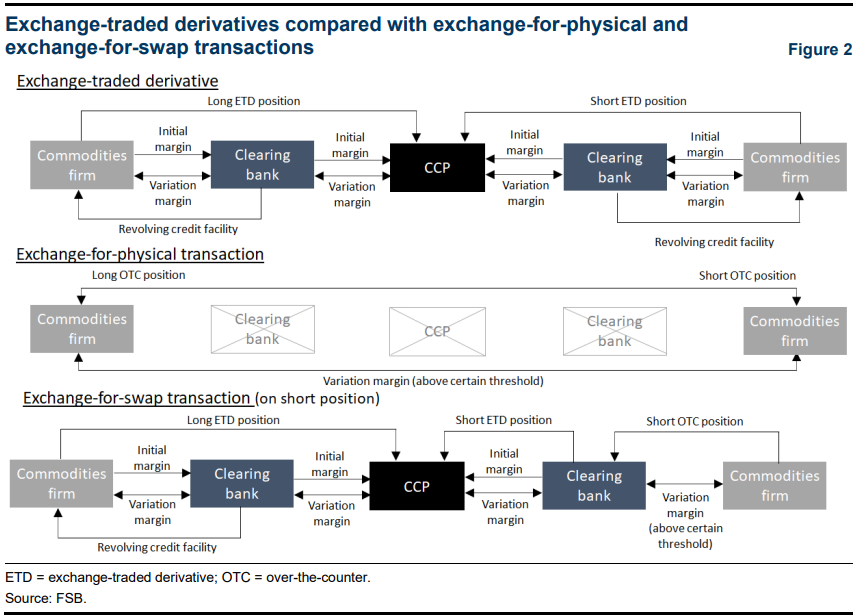 Exchange-traded derivatives compared with exchange-for-physical and
exchange-for-swap transactions
Figure 2
Exchange-traded derivative
Long ETD position
Short ETD position
Commodities
firm
Initial
margin
Variation
margin
Clearing
bank
Initial
margin
Variation
margin
CCP
Initial
margin
Variation
margin
Clearing
bank
Initial
margin
Variation
margin
Commodities
firm
Revolving credit facility
Revolving credit facility
Exchange-for-physical transaction
Long OTC position
Short OTC position
Commodities
firm
Clearing
bank
CCP
Clearing
bank
Commodities
firm
Variation margin (above certain threshold)
Exchange-for-swap transaction (on short position)
Long ETD position
Short ETD position
Short OTC position
Commodities
firm
Initial
margin
Variation
margin
Clearing
bank
Initial
margin
Variation
margin
CCP
Initial
margin
Variation
margin
Clearing
bank
Variation
margin
(above certain
threshold)
Commodities
firm
Revolving credit facility
ETD = exchange-traded derivative; OTC = over-the-counter.
Source: FSB.